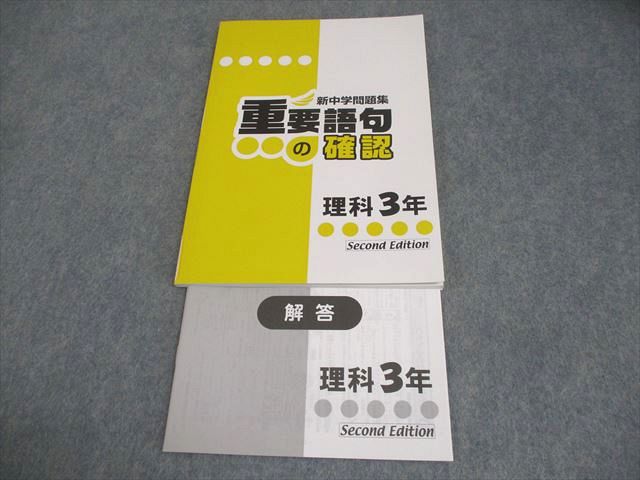 新中学問題集
重要語句
の確認
理科3年
Second Edition
解答
理科3年
Second Edition